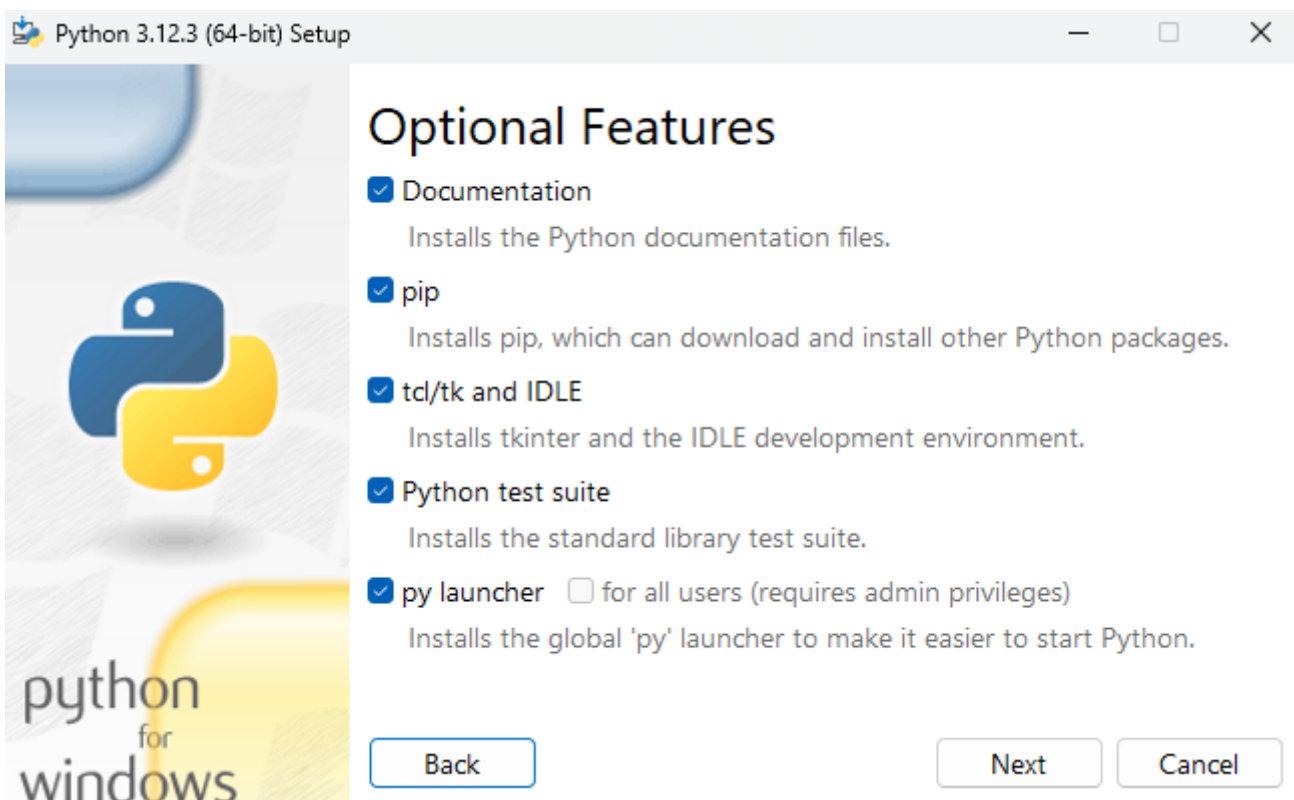 Python 3.12.3 (64-bit) Setup
Optional Features
Documentation
Installs the Python documentation files.
pip
Installs pip, which can download and install other Python packages.
tcl/tk and IDLE
Installs tkinter and the IDLE development environment.
Python test suite
Installs the standard library test suite.
py launcher for all users (requires admin privileges)
Installs the global 'py' launcher to make it easier to start Python.
python
for
windows
Back Next Cancel